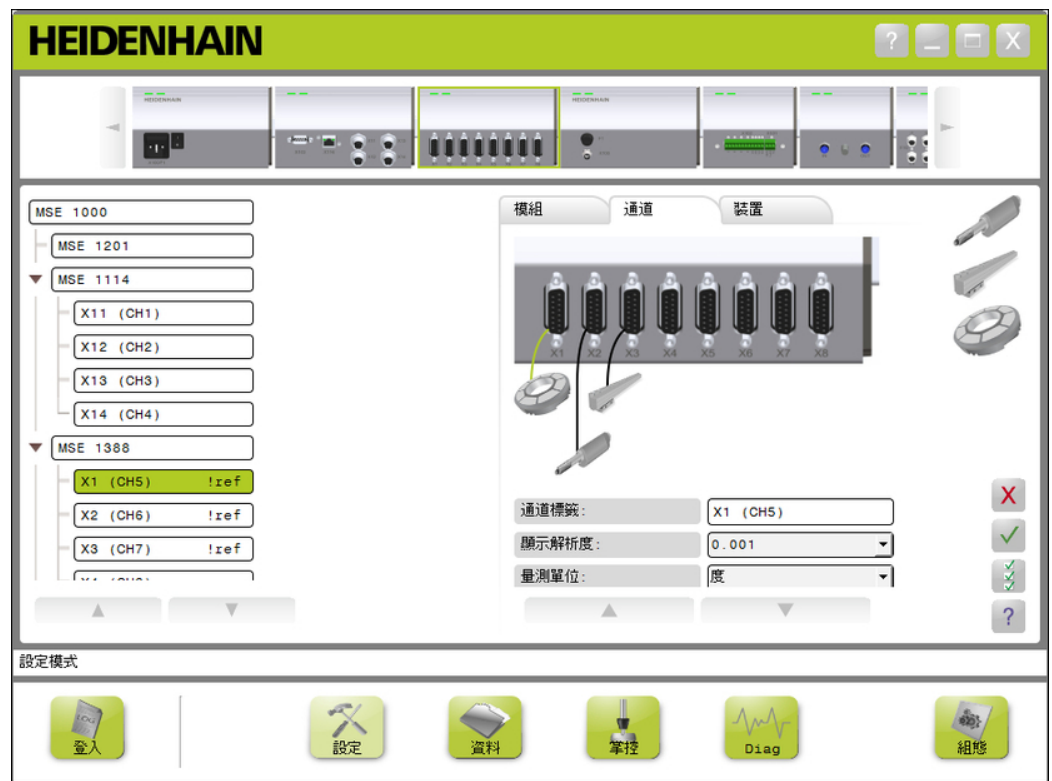 HEIDENHAIN
? _ X
HEIDENHAIN
HEIDENHAIN
MSE 1000
MSE 1201
MSE 1114
X11 (CH1)
X12 (CH2)
X13 (CH3)
X14 (CH4)
MSE 1388
X1 (CH5) !ref
X2 (CH6) !ref
X3 (CH7) !ref
模組 通道 裝置
X1 X2 X3 X4 X5 X6 X7 X8
通道標籤: X1 (CH5)
顯示解析度: 0.001
量測單位: 度
X
?
設定模式
LOG
登入 設定 資料 掌控 Diag 組態